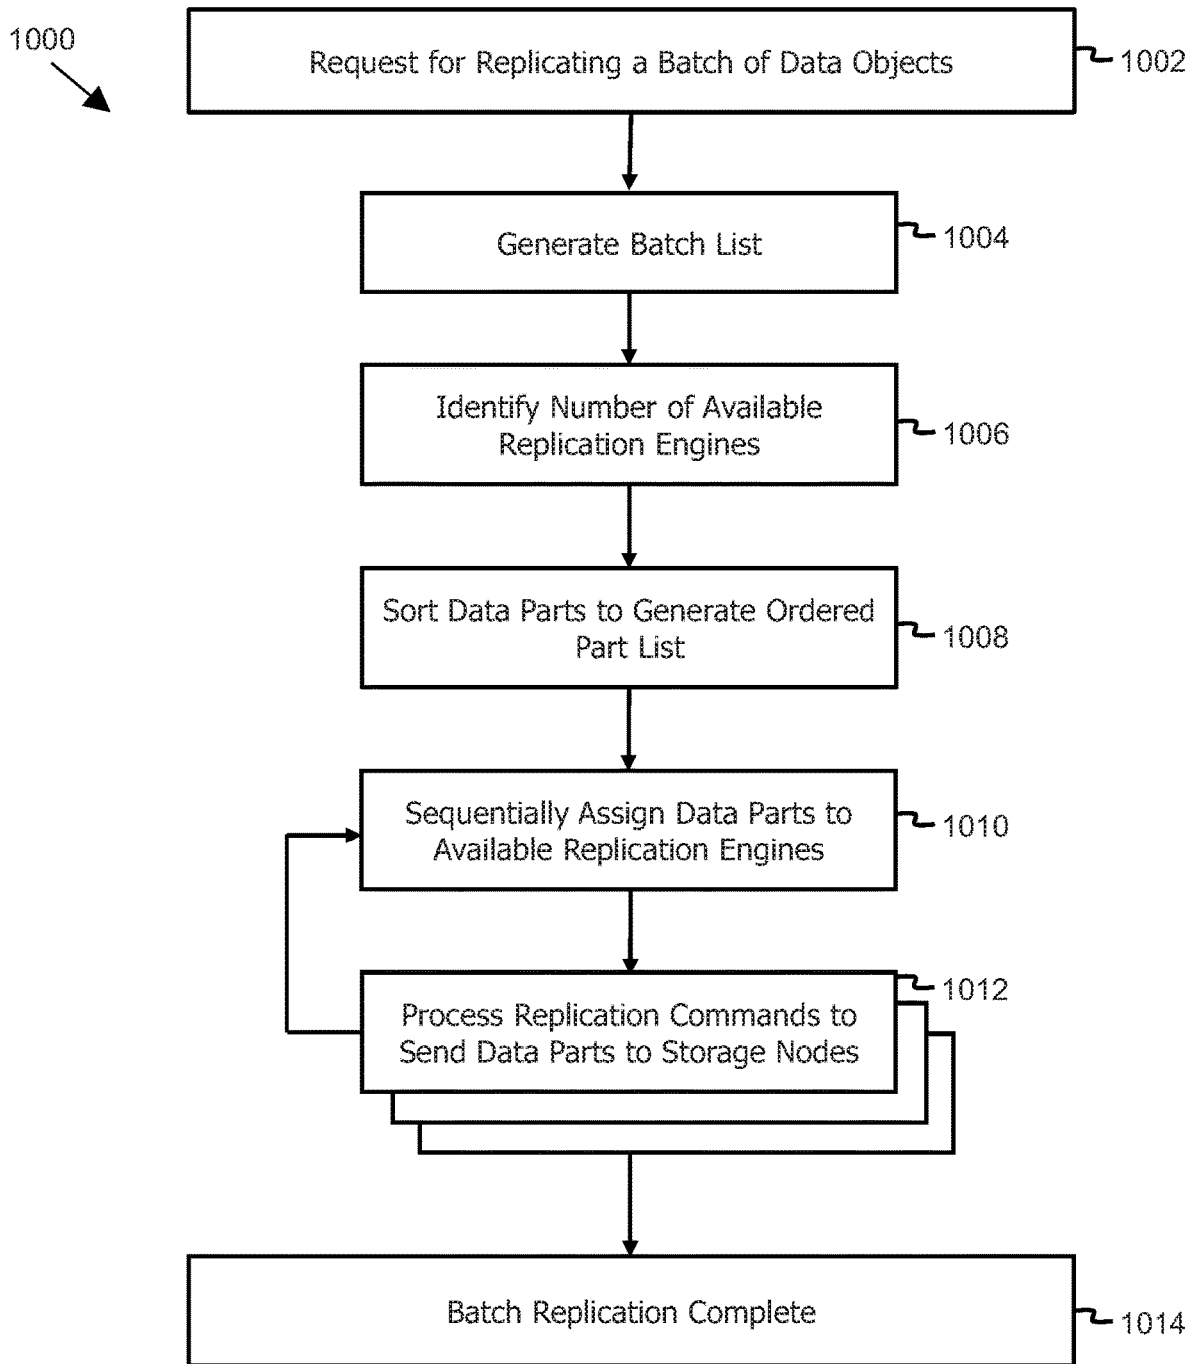 1000
Request for Replicating a Batch of Data Objects
1002
Generate Batch List
1004
Identify Number of Available
Replication Engines
1006
Sort Data Parts to Generate Ordered
Part List
1008
Sequentially Assign Data Parts to
Available Replication Engines
1010
1012
Process Replication Commands to
Send Data Parts to Storage Nodes
Batch Replication Complete
1014